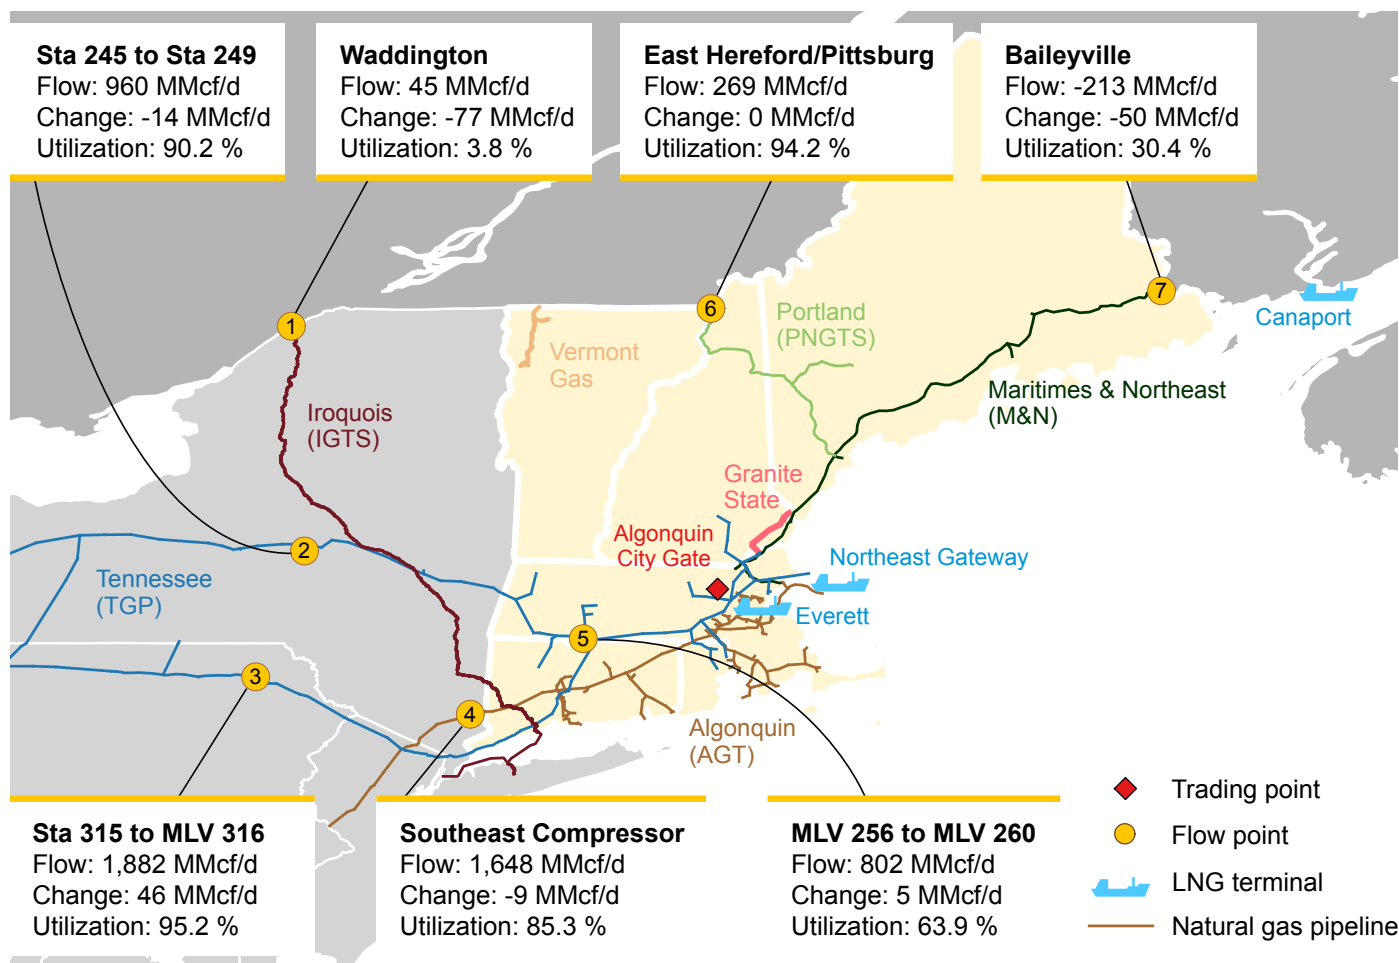 Sta 245 to Sta 249
Flow: 960 MMcf/d
Change: -14 MMcf/d
Utilization: 90.2 %
Waddington
Flow: 45 MMcf/d
Change: -77 MMcf/d
Utilization: 3.8 %
East Hereford/Pittsburg
Flow: 269 MMcf/d
Change: 0 MMcf/d
Utilization: 94.2 %
Baileyville
Flow: -213 MMcf/d
Change: -50 MMcf/d
Utilization: 30.4 %
1
6
7
Canaport
Portland
(PNGTS)
Vermont
Gas
Maritimes & Northeast
(M&N)
Iroquois
(IGTS)
Granite
State
Algonquin
City Gate
2
Northeast Gateway
Tennessee
(TGP)
Everett
5
3
4
Algonquin
(AGT)
Sta 315 to MLV 316
Flow: 1,882 MMcf/d
Change: 46 MMcf/d
Utilization: 95.2 %
Southeast Compressor
Flow: 1,648 MMcf/d
Change: -9 MMcf/d
Utilization: 85.3 %
MLV 256 to MLV 260
Flow: 802 MMcf/d
Change: 5 MMcf/d
Utilization: 63.9 %
Trading point
Flow point
LNG terminal
Natural gas pipeline